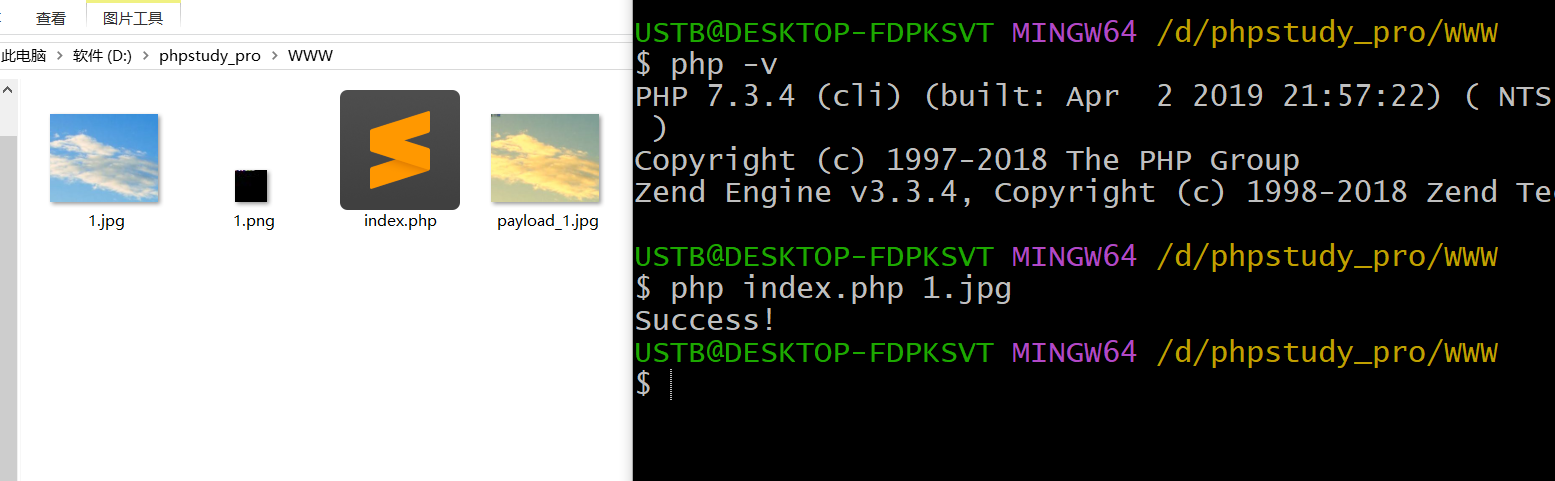 查看
图片工具
此电脑 > 软件 (D:) > phpstudy_pro > WWW
1.jpg
1.png
index.php
payload_1.jpg
USTB@DESKTOP-FDPKSVT MINGW64 /d/phpstudy_pro/WWW
$ php -v
PHP 7.3.4 (cli) (built: Apr  2 2019 21:57:22) ( NTS
 )
Copyright (c) 1997-2018 The PHP Group
Zend Engine v3.3.4, Copyright (c) 1998-2018 Zend Te
USTB@DESKTOP-FDPKSVT MINGW64 /d/phpstudy_pro/WWW
$ php index.php 1.jpg
Success!
USTB@DESKTOP-FDPKSVT MINGW64 /d/phpstudy_pro/WWW
$